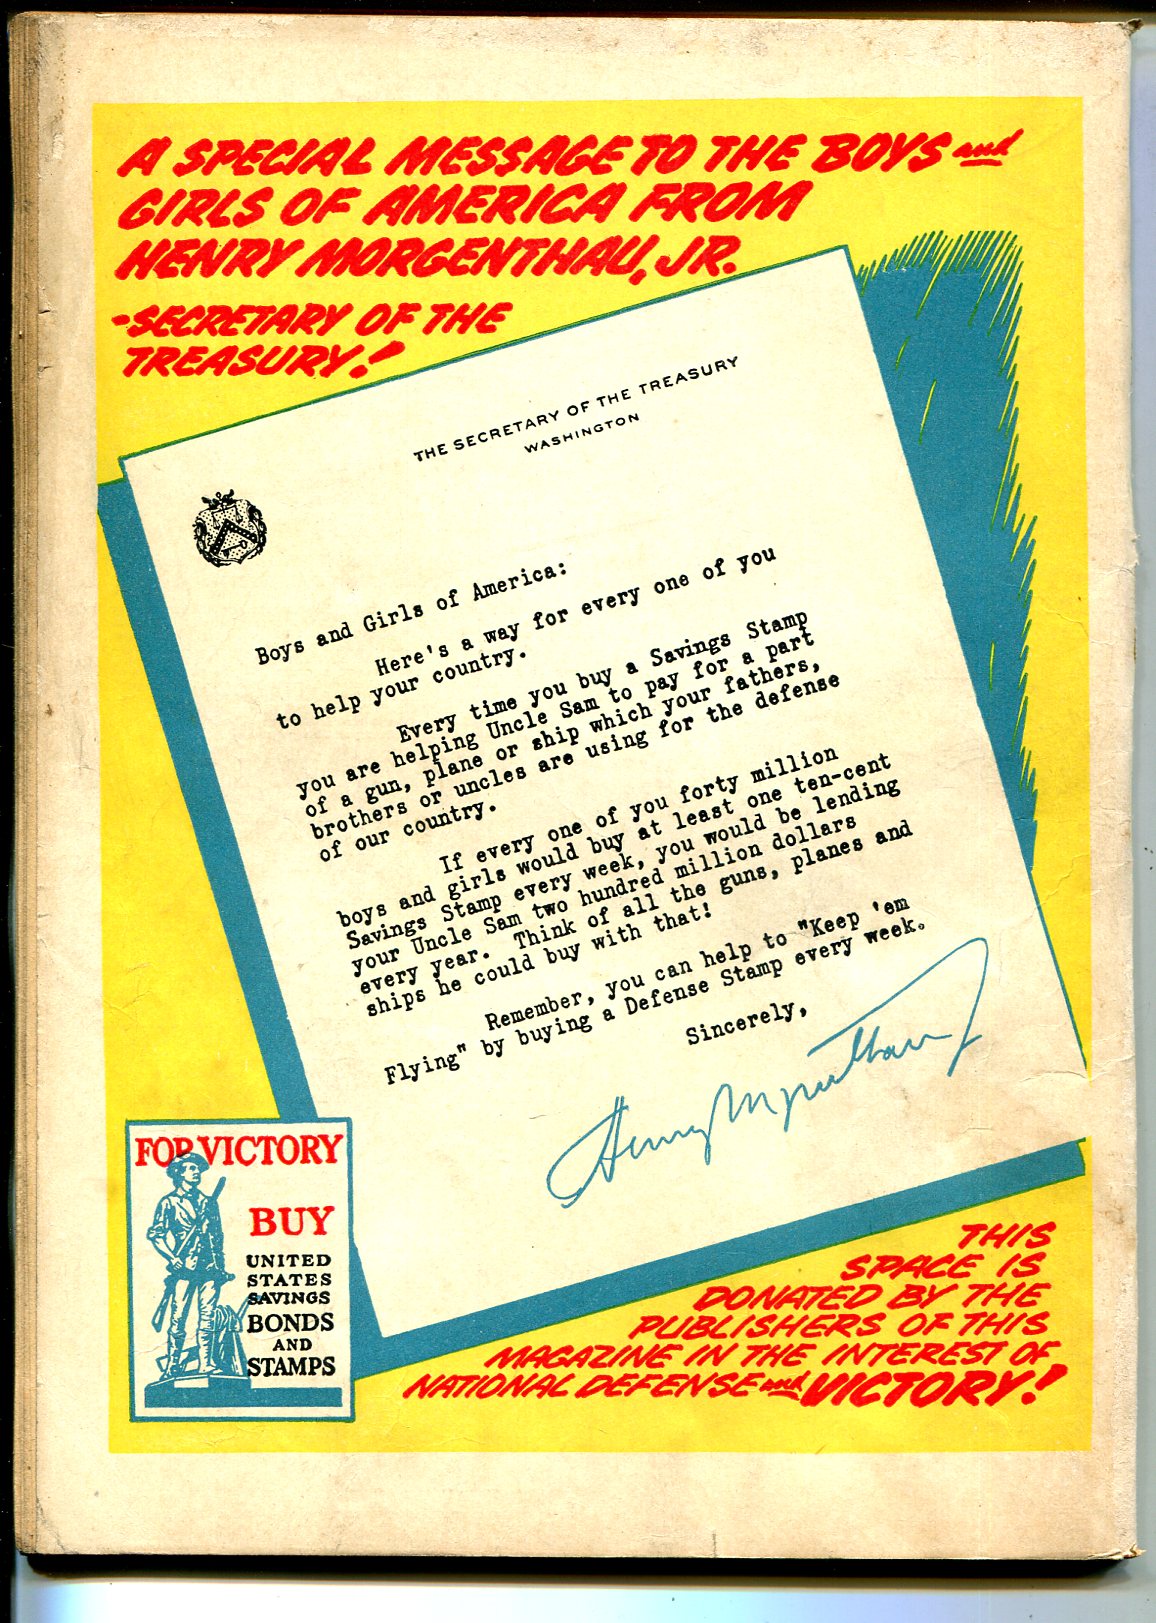 A SPECIAL MESSAGE TO THE BOYS and
GIRLS OF AMERICA FROM
HENRY MORGENTHAU, JR.
-SECRETARY OF THE
TREASURY!
THE SECRETARY OF THE TREASURY
WASHINGTON
Boys and Girls of America:
Here's a way for every one of you
to help your country.
Every time you buy a Savings Stamp
you are helping Uncle Sam to pay for a part
of a gun, plane or ship which your fathers,
brothers or uncles are using for the defense
of our country.
If every one of you forty million
boys and girls would buy at least one ten-cent
Savings Stamp every week, you would be lending
your Uncle Sam two hundred million dollars
every year. Think of all the guns, planes and
ships he could buy with that!
Remember, you can help to "Keep 'em
Flying" by buying a Defense Stamp every week.
Sincerely,
Henry Morgenthau Jr
FOR VICTORY
BUY
UNITED
STATES
SAVINGS
BONDS
AND
STAMPS
THIS
SPACE IS
DONATED BY THE
PUBLISHERS OF THIS
MAGAZINE IN THE INTEREST OF
NATIONAL DEFENSE and VICTORY!